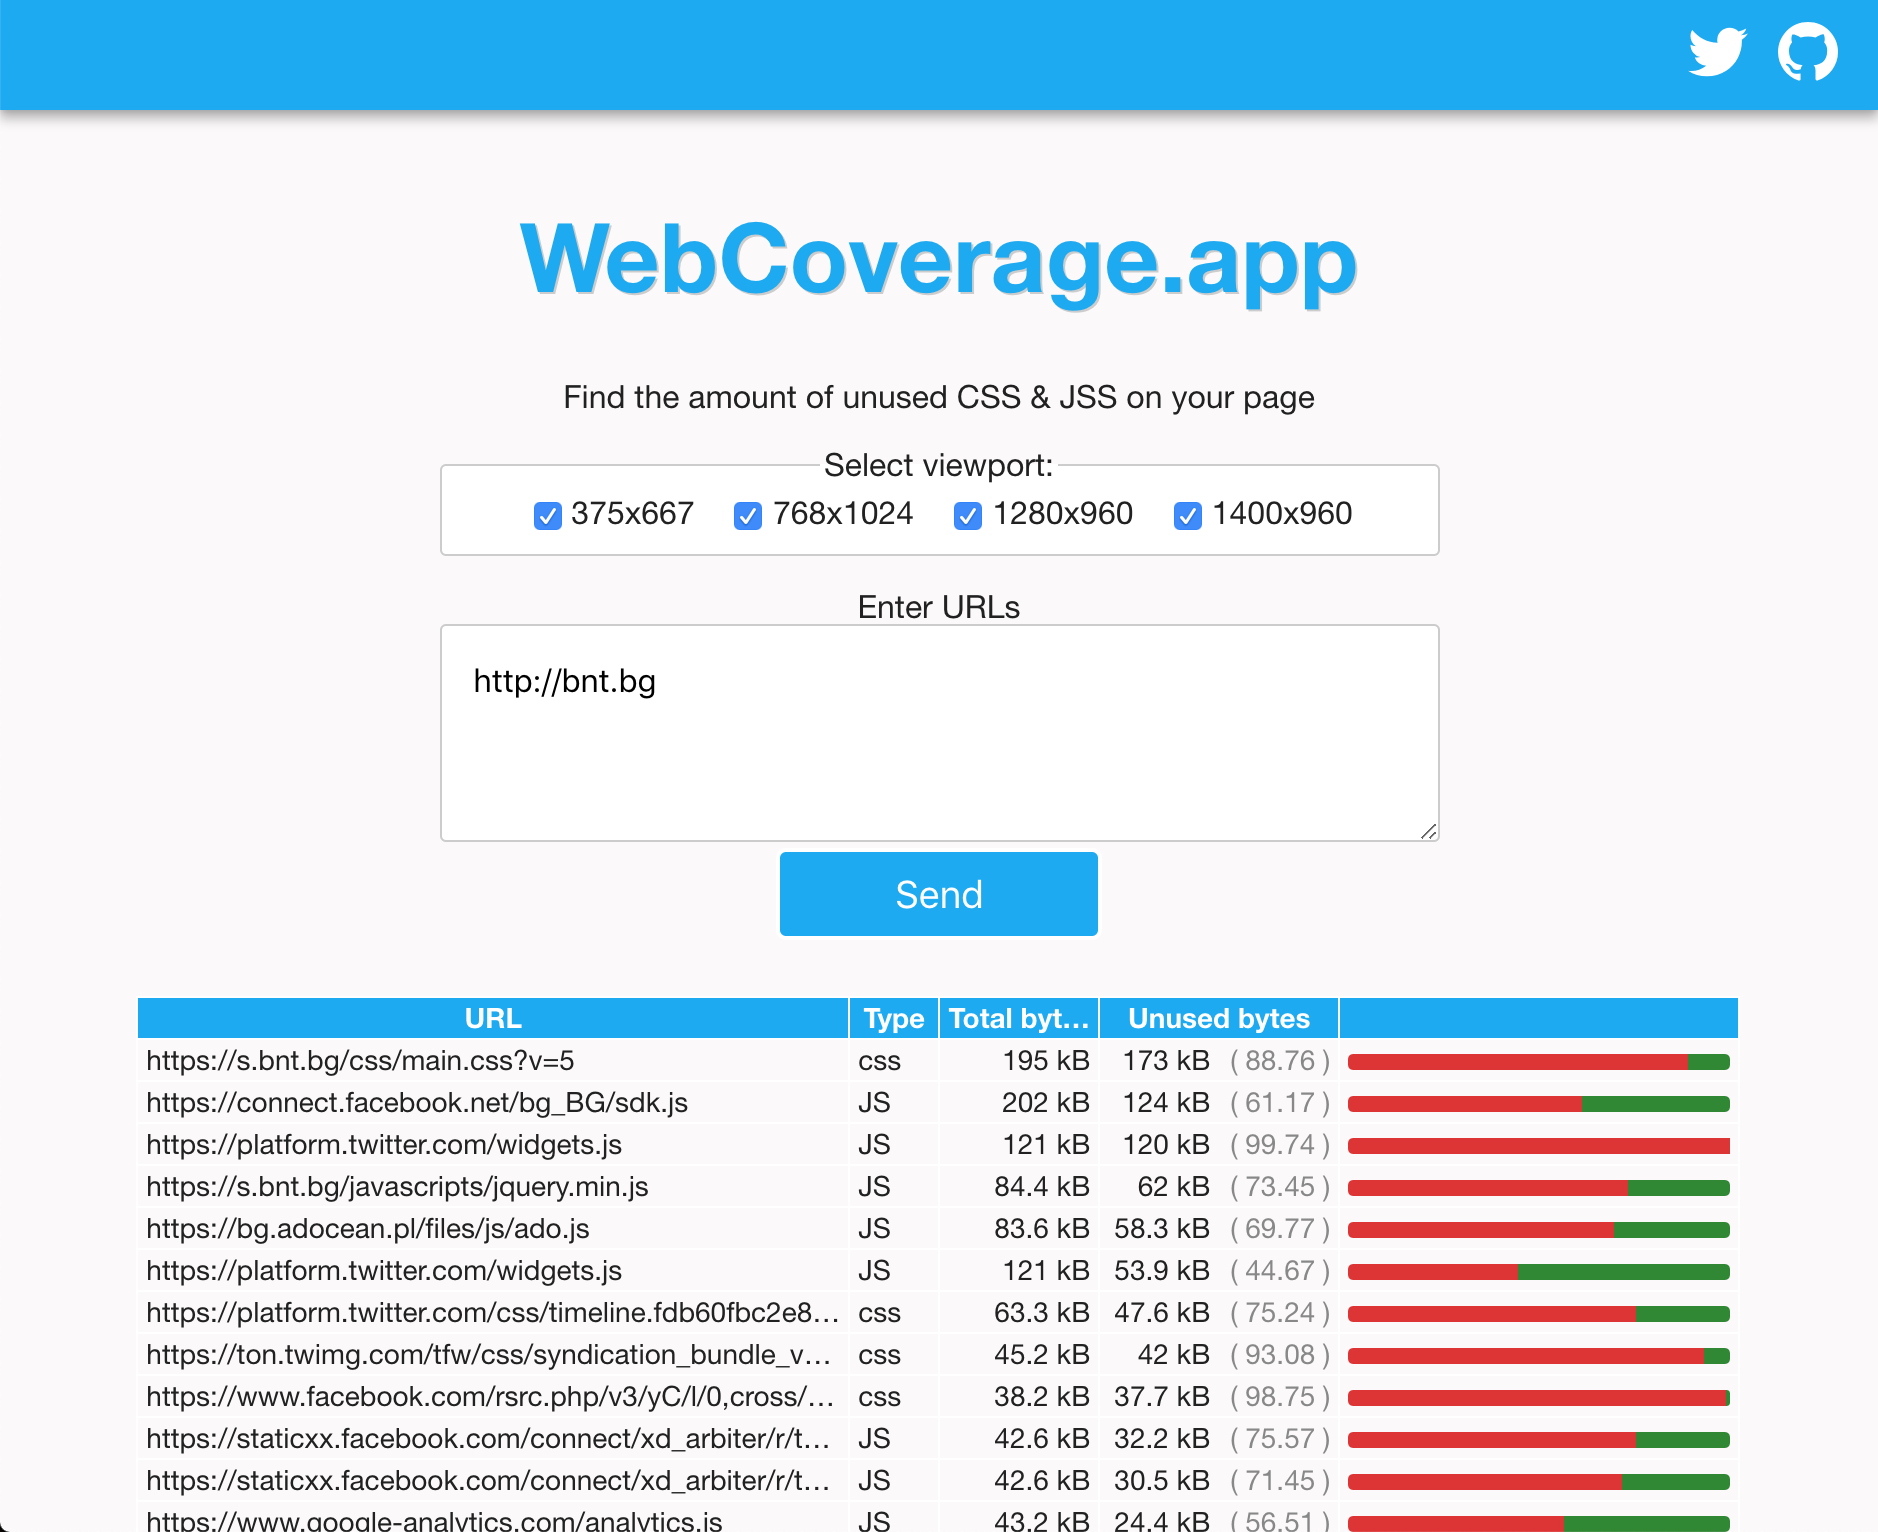 WebCoverage.app
Find the amount of unused CSS & JSS on your page
Select viewport:
375x667 768x1024 1280x960 1400x960
Enter URLs
http://bnt.bg
Send
URL Type Total byt... Unused bytes
https://s.bnt.bg/css/main.css?v=5 css 195 kB 173 kB ( 88.76 )
https://connect.facebook.net/bg_BG/sdk.js JS 202 kB 124 kB ( 61.17 )
https://platform.twitter.com/widgets.js JS 121 kB 120 kB ( 99.74 )
https://s.bnt.bg/javascripts/jquery.min.js JS 84.4 kB 62 kB ( 73.45 )
https://bg.adocean.pl/files/js/ado.js JS 83.6 kB 58.3 kB ( 69.77 )
https://platform.twitter.com/widgets.js JS 121 kB 53.9 kB ( 44.67 )
https://platform.twitter.com/css/timeline.fdb60fbc2e8... css 63.3 kB 47.6 kB ( 75.24 )
https://ton.twimg.com/tfw/css/syndication_bundle_v... css 45.2 kB 42 kB ( 93.08 )
https://www.facebook.com/rsrc.php/v3/yC/l/0,cross/... css 38.2 kB 37.7 kB ( 98.75 )
https://staticxx.facebook.com/connect/xd_arbiter/r/t... JS 42.6 kB 32.2 kB ( 75.57 )
https://staticxx.facebook.com/connect/xd_arbiter/r/t... JS 42.6 kB 30.5 kB ( 71.45 )
https://www.google-analytics.com/analytics.js JS 43.2 kB 24.4 kB ( 56.51 )